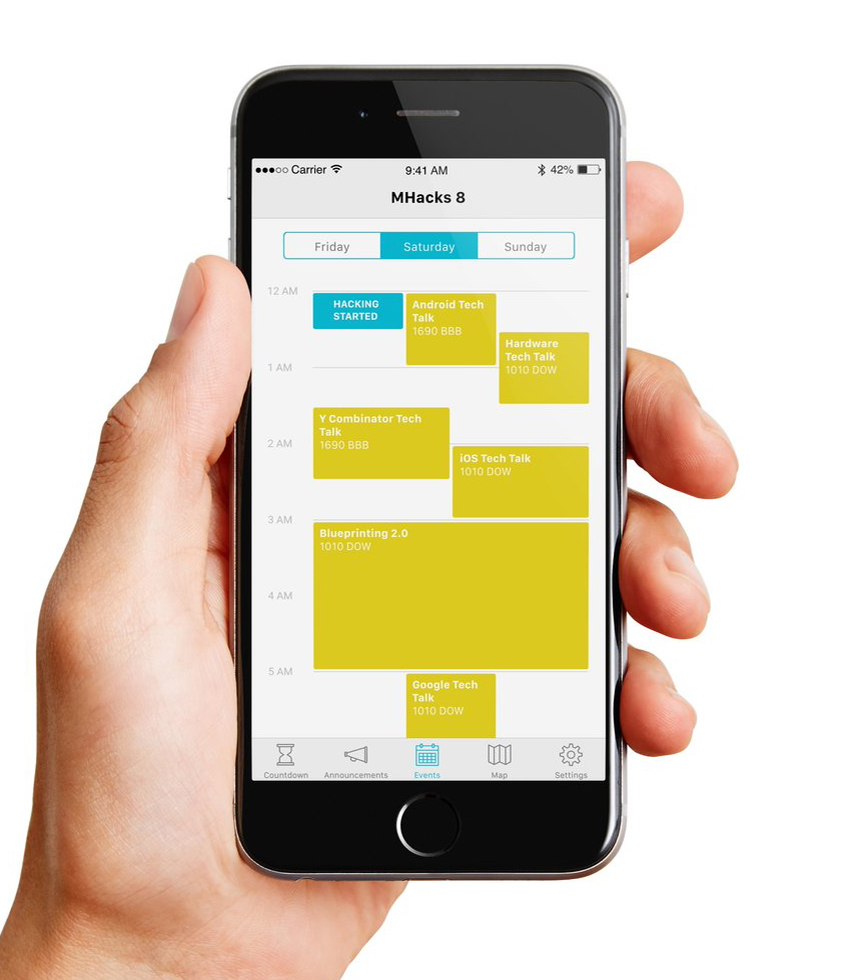 Carrier 9:41 AM 42%
MHacks 8
Friday Saturday Sunday
12 AM
HACKING
STARTED
Android Tech
Talk
1690 BBB
Hardware
Tech Talk
1010 DOW
1 AM
Y Combinator Tech
Talk
1690 BBB
2 AM
iOS Tech Talk
1010 DOW
3 AM
Blueprinting 2.0
1010 DOW
4 AM
5 AM
Google Tech
Talk
1010 DOW
Countdown Announcements Events Map Settings